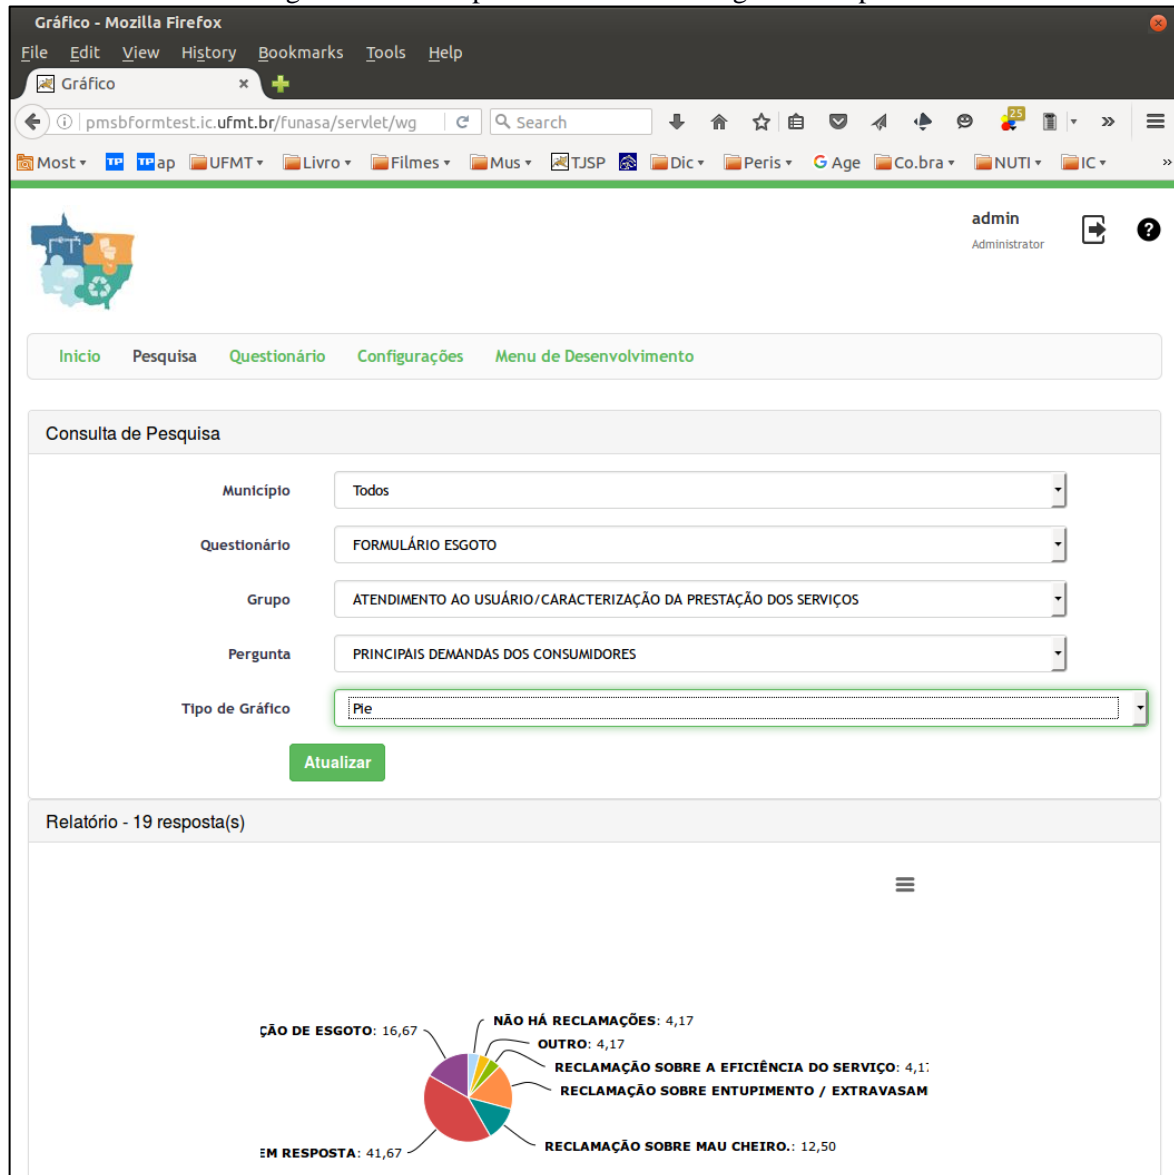 Gráfico - Mozilla Firefox
File Edit View History Bookmarks Tools Help
Gráfico
pmsbformtest.ic.ufmt.br/funasa/servlet/wg Search 25
Most TP TP ap UFMT Livro Filmes Mus TJSP Dic Peris G Age Co.bra NUTI IC »
admin
Administrator
Inicio Pesquisa Questionário Configurações Menu de Desenvolvimento
Consulta de Pesquisa
Município Todos
Questionário FORMULÁRIO ESGOTO
Grupo ATENDIMENTO AO USUÁRIO/CARACTERIZAÇÃO DA PRESTAÇÃO DOS SERVIÇOS
Pergunta PRINCIPAIS DEMANDAS DOS CONSUMIDORES
Tipo de Gráfico Pie
Atualizar
Relatório - 19 resposta(s)
NÃO HÁ RECLAMAÇÕES: 4,17
ÇÃO DE ESGOTO: 16,67
OUTRO: 4,17
RECLAMAÇÃO SOBRE A EFICIÊNCIA DO SERVIÇO: 4,17
RECLAMAÇÃO SOBRE ENTUPIMENTO / EXTRAVASAM
RECLAMAÇÃO SOBRE MAU CHEIRO.: 12,50
EM RESPOSTA: 41,67